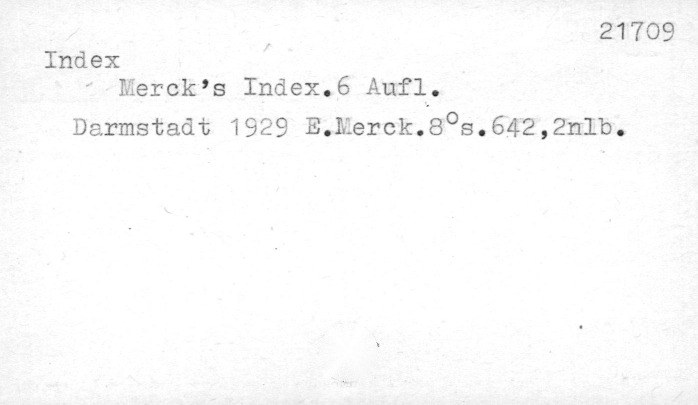 21709
Index
Merck's Index.6 Aufl.
Darmstadt 1929 E.Merck.8°s.642,2nlb.